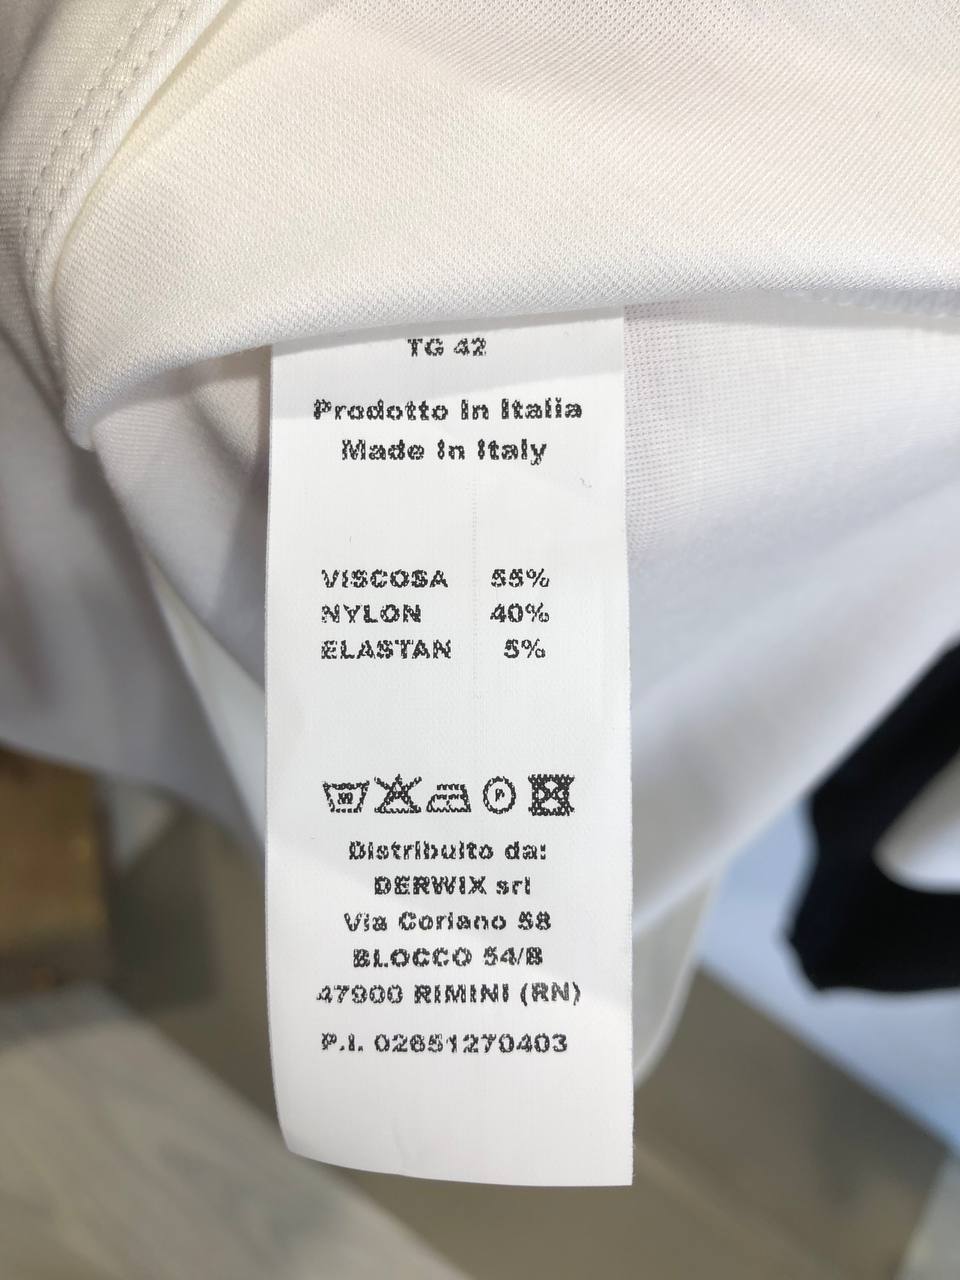 TG 42
Prodotto In Italia
Made In Italy
VISCOSA 55%
NYLON 40%
ELASTAN 5%
Distribuito da:
DERWIX srl
Via Coriano 58
BLOCCO 54/B
47900 RIMINI (RN)
P.I. 02651270403